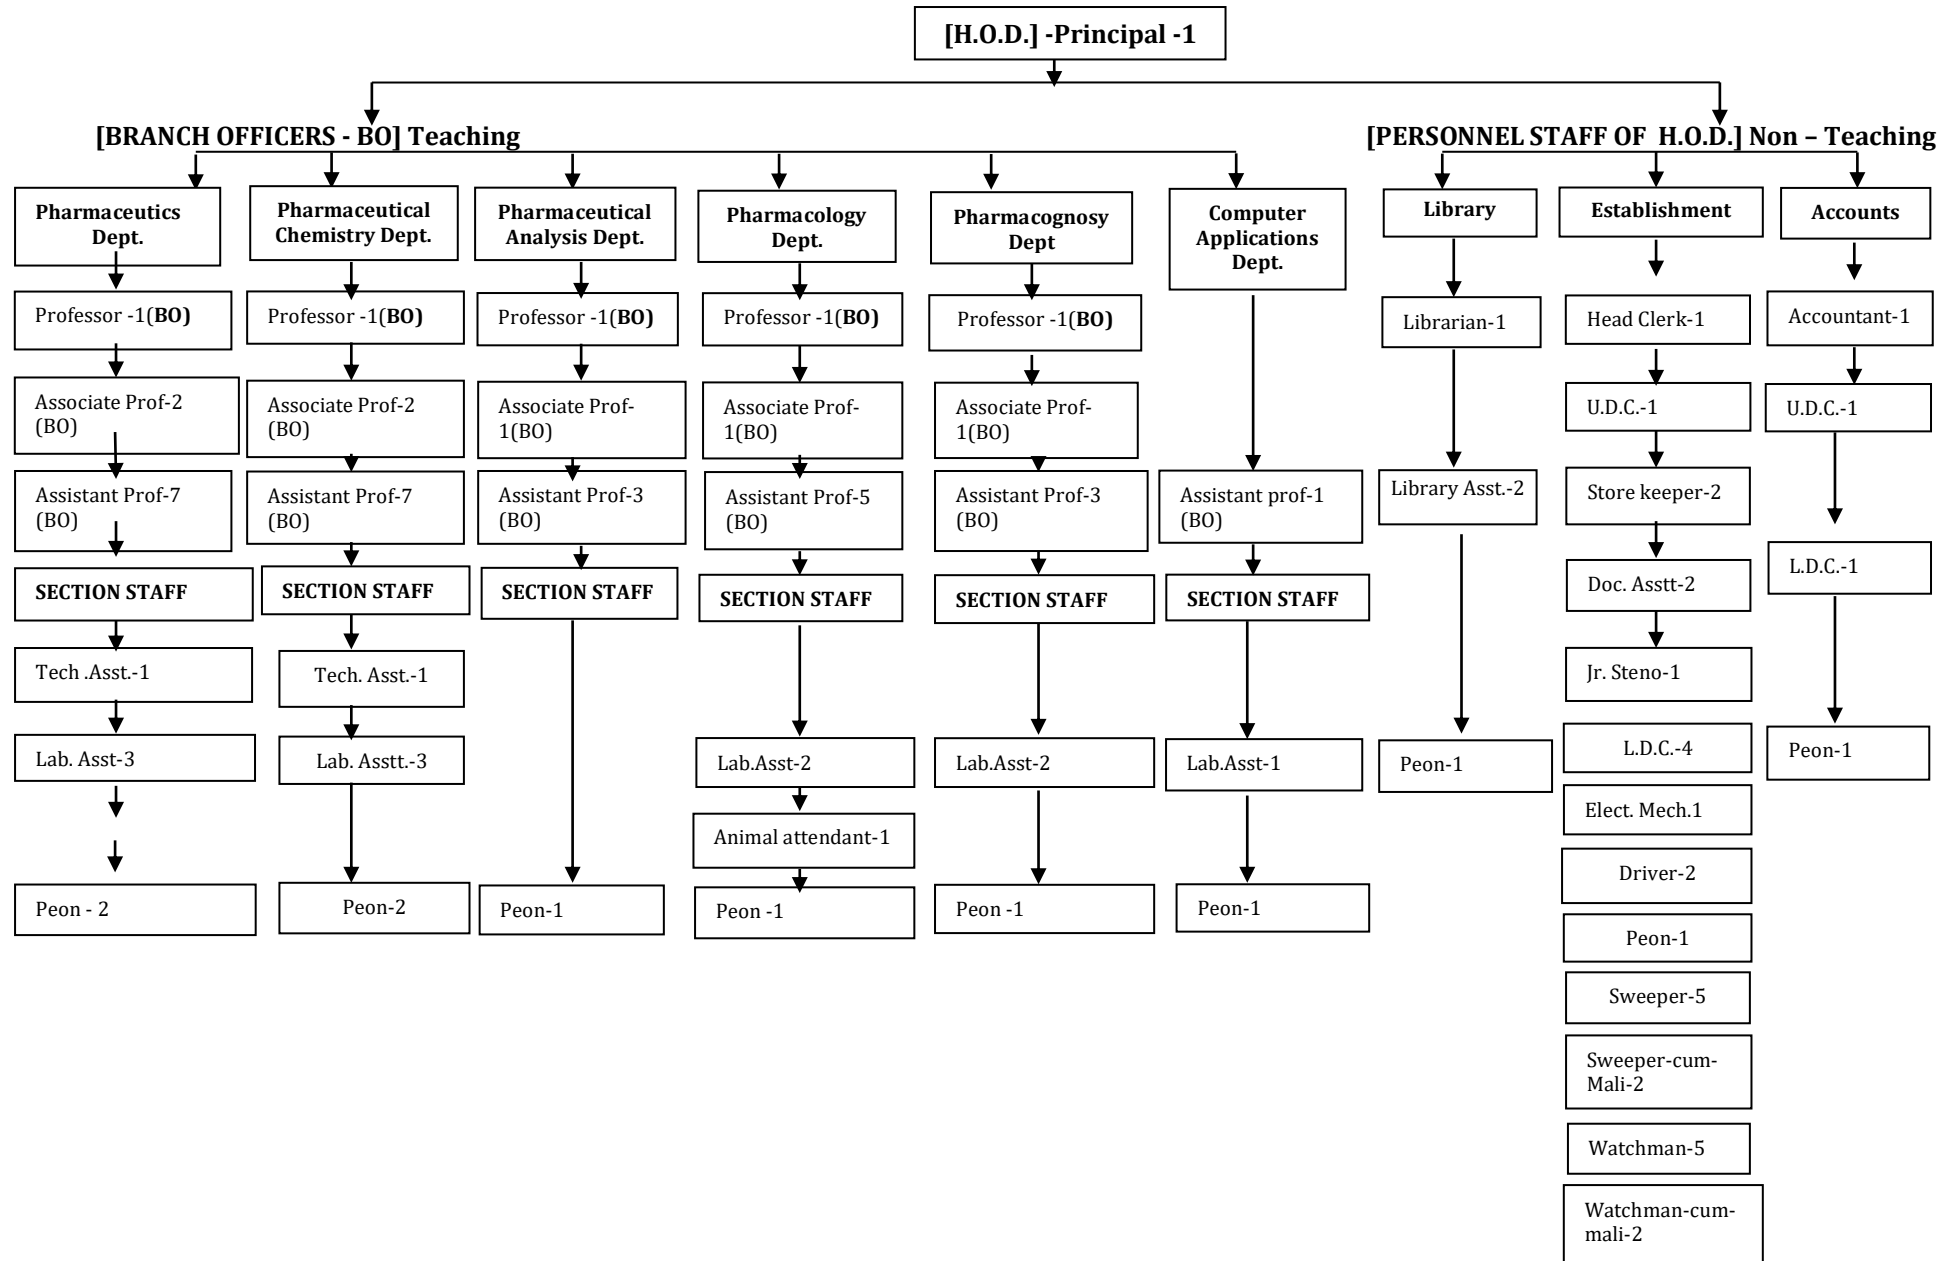 [H.O.D.] -Principal -1
[BRANCH OFFICERS - BO] Teaching
[PERSONNEL STAFF OF H.O.D.] Non – Teaching
Pharmaceutics
Dept.
Professor -1(BO)
Associate Prof-2
(BO)
Assistant Prof-7
(BO)
SECTION STAFF
Tech .Asst.-1
Lab. Asst-3
Peon - 2
Pharmaceutical
Chemistry Dept.
Professor -1(BO)
Associate Prof-2
(BO)
Assistant Prof-7
(BO)
SECTION STAFF
Tech. Asst.-1
Lab. Asstt.-3
Peon-2
Pharmaceutical
Analysis Dept.
Professor -1(BO)
Associate Prof-
1(BO)
Assistant Prof-3
(BO)
SECTION STAFF
Peon-1
Pharmacology
Dept.
Professor -1(BO)
Associate Prof-
1(BO)
Assistant Prof-5
(BO)
SECTION STAFF
Lab.Asst-2
Animal attendant-1
Peon -1
Pharmacognosy
Dept
Professor -1(BO)
Associate Prof-
1(BO)
Assistant Prof-3
(BO)
SECTION STAFF
Lab.Asst-2
Peon -1
Computer
Applications
Dept.
Assistant prof-1
(BO)
SECTION STAFF
Lab.Asst-1
Peon-1
Library
Librarian-1
Library Asst.-2
Peon-1
Establishment
Head Clerk-1
U.D.C.-1
Store keeper-2
Doc. Asstt-2
Jr. Steno-1
L.D.C.-4
Elect. Mech.1
Driver-2
Peon-1
Sweeper-5
Sweeper-cum-
Mali-2
Watchman-5
Watchman-cum-
mali-2
Accounts
Accountant-1
U.D.C.-1
L.D.C.-1
Peon-1